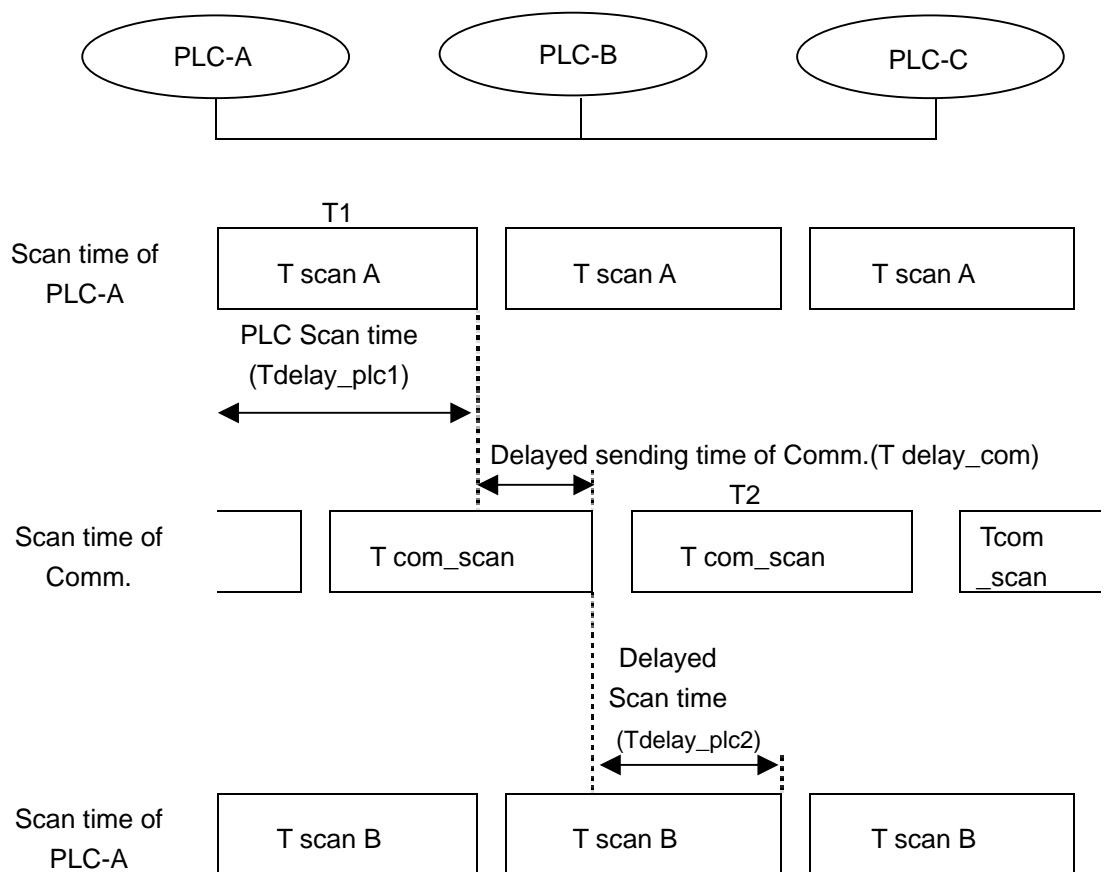 PLC-A
PLC-B
PLC-C
T1
Scan time of
PLC-A
T scan A
T scan A
T scan A
PLC Scan time
(Tdelay_plc1)
Delayed sending time of Comm.(T delay_com)
T2
Scan time of
Comm.
T com_scan
T com_scan
Tcom
_scan
Delayed
Scan time
(Tdelay_plc2)
Scan time of
PLC-A
T scan B
T scan B
T scan B